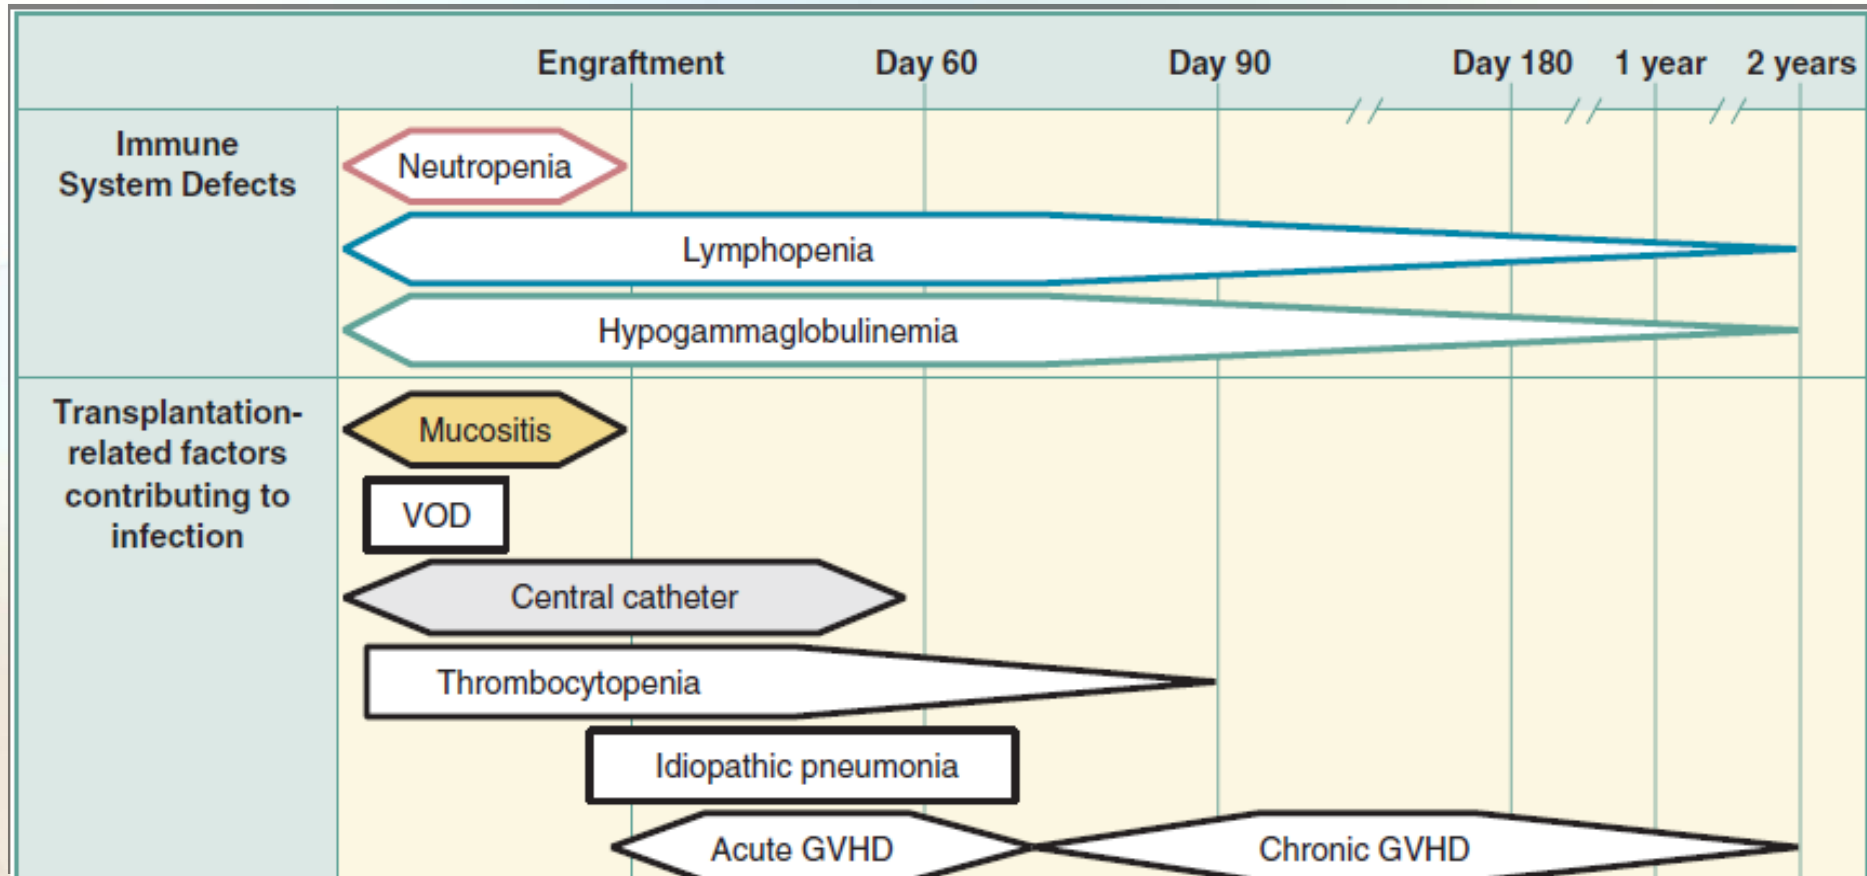 Engraftment Day 60 Day 90 Day 180 1 year 2 years
Immune
System Defects
Neutropenia
Lymphopenia
Hypogammaglobulinemia
Transplantation-
related factors
contributing to
infection
Mucositis
VOD
Central catheter
Thrombocytopenia
Idiopathic pneumonia
Acute GVHD Chronic GVHD